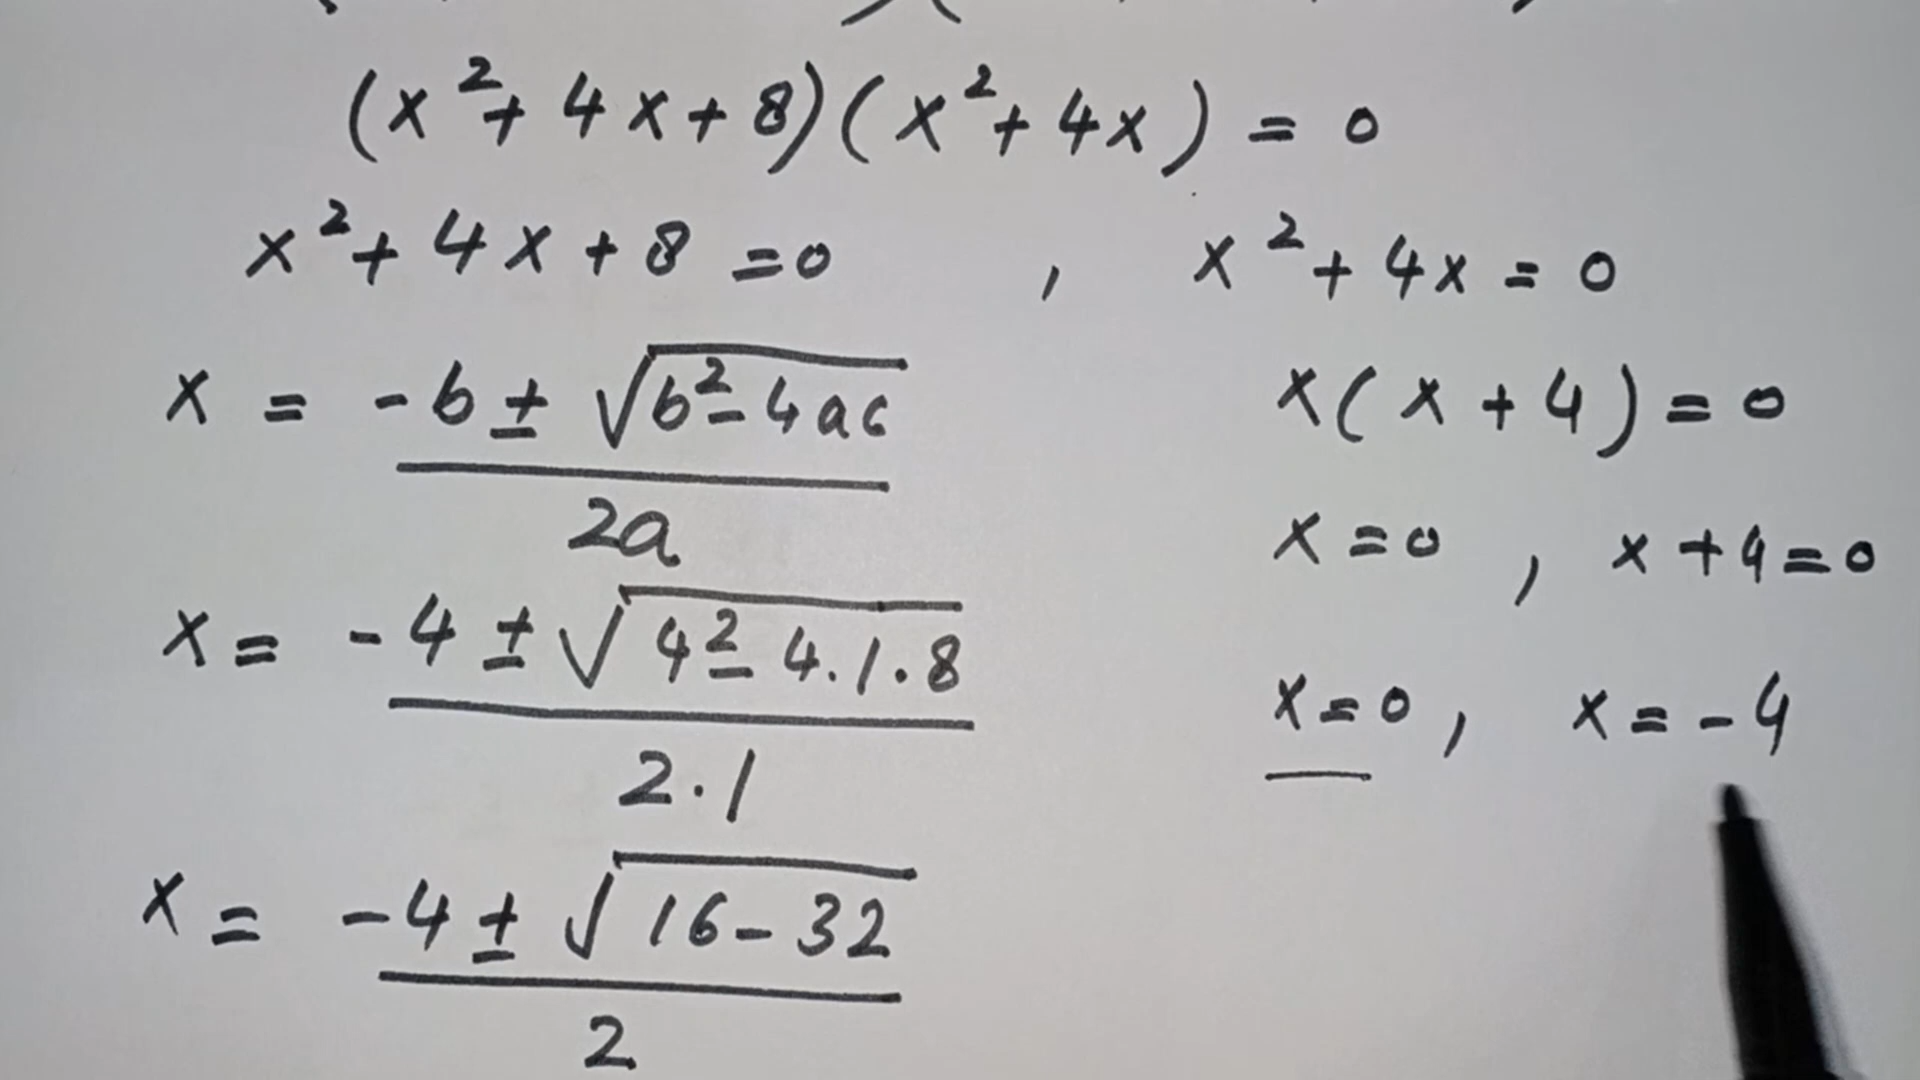 (x²+4x+8)(x²+4x)=0
x²+4x+8=0 , x²+4x=0
x = -b±√b²-4ac
2a
x(x+4)=0
x=0 , x+4=0
x= -4±√4²-4.1.8
2.1
x=0, x=-4
x= -4±√16-32
2